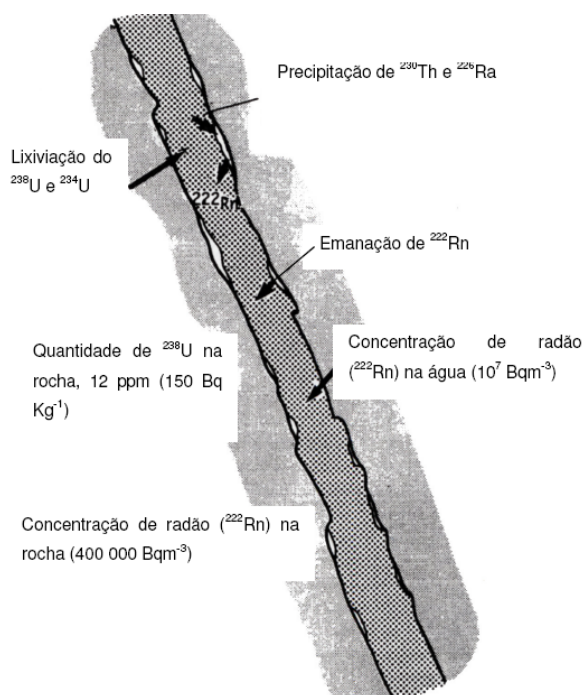 Precipitação de ²³⁰Th e ²²⁶Ra
Lixiviação do
²³⁸U e ²³⁴U
222Rn
Emanação de ²²²Rn
Quantidade de ²³⁸U na
rocha, 12 ppm (150 Bq
Kg⁻¹)
Concentração de radão
(²²²Rn) na água (10⁷ Bqm⁻³)
Concentração de radão (²²²Rn) na
rocha (400 000 Bqm⁻³)